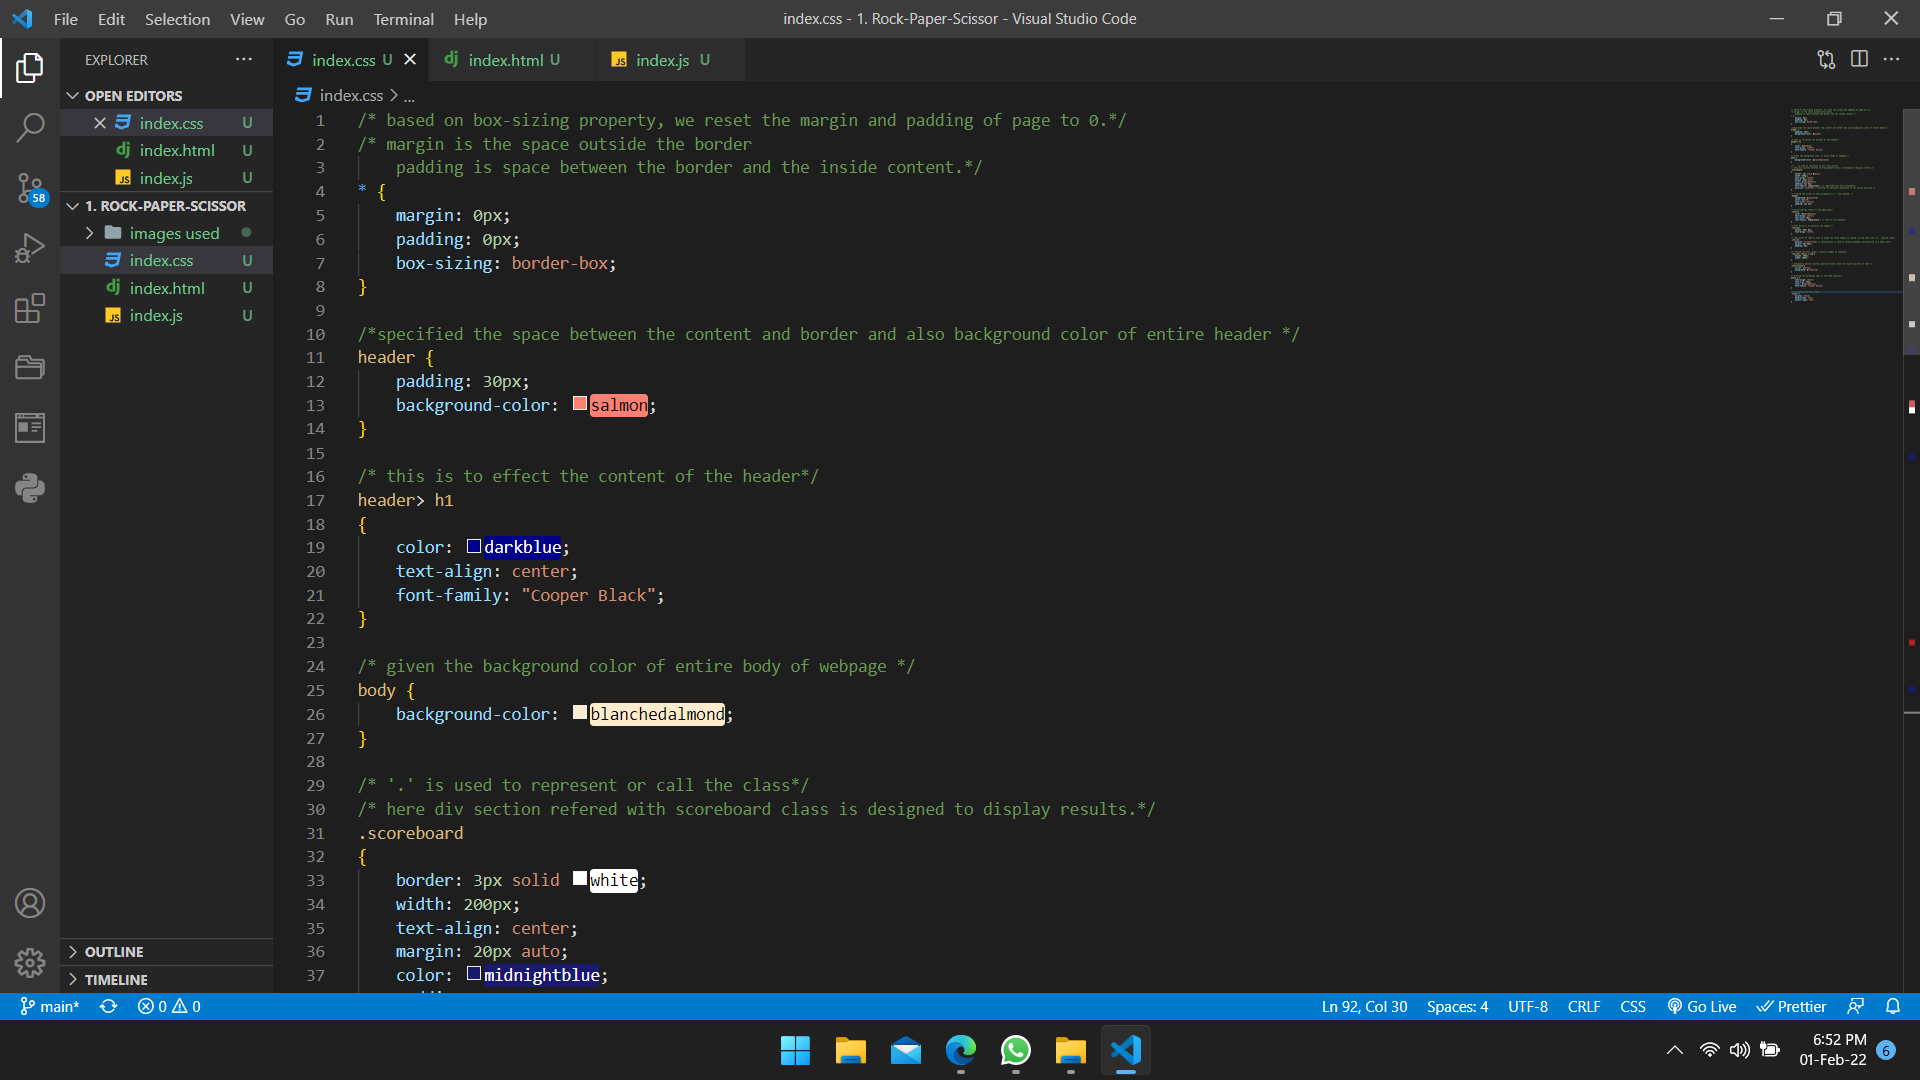 File Edit Selection View Go Run Terminal Help
index.css - 1. Rock-Paper-Scissor - Visual Studio Code
EXPLORER
index.css U
index.html U
index.js U
OPEN EDITORS
index.css U
index.html U
index.js U
58
1. ROCK-PAPER-SCISSOR
images used
index.css U
index.html U
index.js U
OUTLINE
TIMELINE
index.css > ...
1 /* based on box-sizing property, we reset the margin and padding of page to 0.*/
2 /* margin is the space outside the border
3 padding is space between the border and the inside content.*/
4 * {
5 margin: 0px;
6 padding: 0px;
7 box-sizing: border-box;
8 }
9
10 /*specified the space between the content and border and also background color of entire header */
11 header {
12 padding: 30px;
13 background-color: salmon;
14 }
15
16 /* this is to effect the content of the header*/
17 header> h1
18 {
19 color: darkblue;
20 text-align: center;
21 font-family: "Cooper Black";
22 }
23
24 /* given the background color of entire body of webpage */
25 body {
26 background-color: blanchedalmond;
27 }
28
29 /* '.' is used to represent or call the class*/
30 /* here div section refered with scoreboard class is designed to display results.*/
31 .scoreboard
32 {
33 border: 3px solid white;
34 width: 200px;
35 text-align: center;
36 margin: 20px auto;
37 color: midnightblue;
main* 0 0
Ln 92, Col 30 Spaces: 4 UTF-8 CRLF CSS Go Live Prettier
6:52 PM
01-Feb-22
6